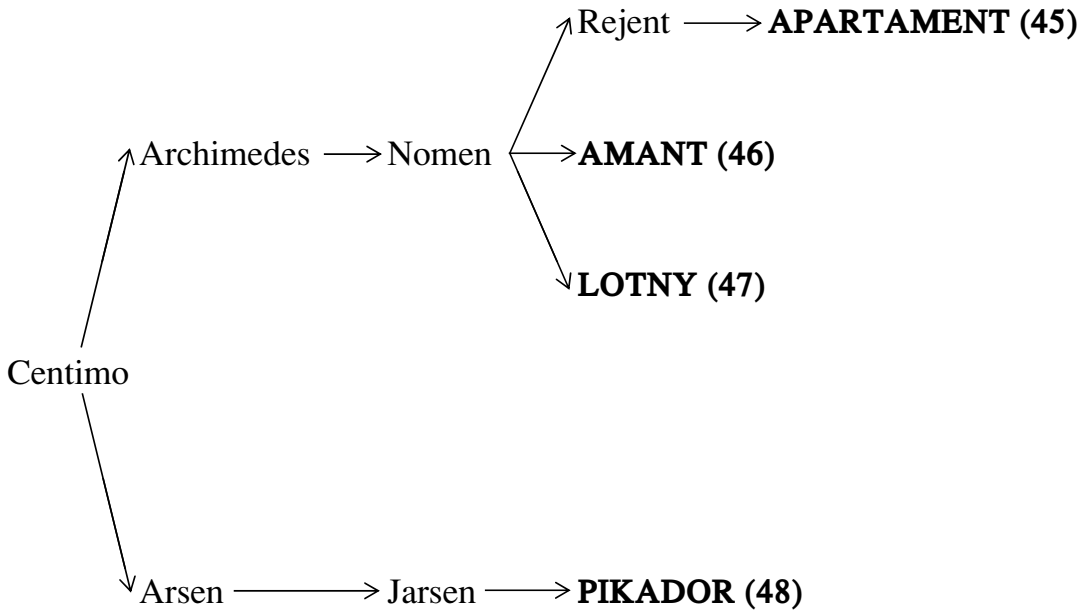 Rejent APARTAMENT (45)
Archimedes Nomen AMANT (46)
LOTNY (47)
Centimo
Arsen Jarsen PIKADOR (48)